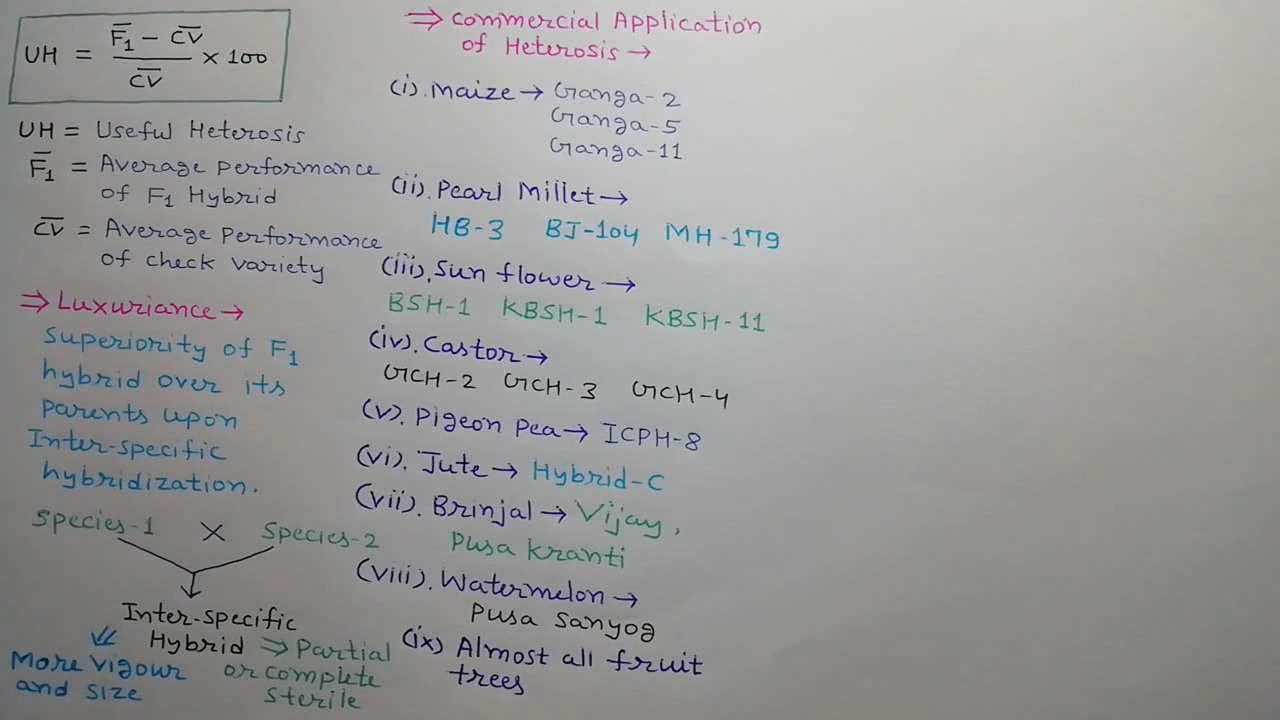 UH = F̅₁ - C̅V̅ / C̅V̅ × 100
UH = Useful Heterosis
F̅₁ = Average performance
of F₁ Hybrid
C̅V̅ = Average performance
of check variety
⇒ Luxuriance →
Superiority of F₁
hybrid over its
parents upon
Inter-specific
hybridization.
Species-1 × Species-2
Inter-specific
Hybrid ⇒ Partial
or complete
sterile
More vigour
and size
⇒ Commercial Application
of Heterosis →
(i). Maize → Ganga-2
Ganga-5
Ganga-11
(ii). Pearl Millet →
HB-3 BJ-104 MH-179
(iii). Sun flower →
BSH-1 KBSH-1 KBSH-11
(iv). Castor →
GCH-2 GCH-3 GCH-4
(v). Pigeon pea → ICPH-8
(vi). Jute → Hybrid-C
(vii). Brinjal → Vijay,
Pusa Kranti
(viii). Watermelon →
Pusa Sanyog
(ix) Almost all fruit
trees